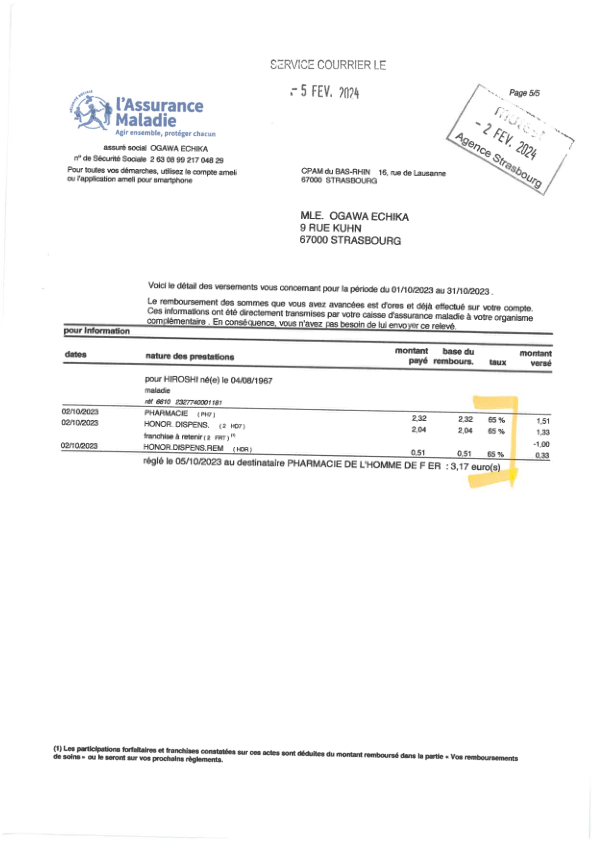 SERVICE COURRIER LE
- 5 FEV. 2024
Page 5/5
- 2 FEV. 2024
Agence Strasbourg
l'Assurance
Maladie
Agir ensemble, protéger chacun
assuré social OGAWA ECHIKA
n° de Sécurité Sociale 2 63 08 99 217 048 29
Pour toutes vos démarches, utilisez le compte ameli
ou l'application ameli pour smartphone
CPAM du BAS-RHIN 16, rue de Lausanne
67000 STRASBOURG
MLE. OGAWA ECHIKA
9 RUE KUHN
67000 STRASBOURG
Voici le détail des versements vous concernant pour la période du 01/10/2023 au 31/10/2023 .
Le remboursement des sommes que vous avez avancées est d'ores et déjà effectué sur votre compte.
Ces informations ont été directement transmises par votre caisse d'assurance maladie à votre organisme
complémentaire . En conséquence, vous n'avez pas besoin de lui envoyer ce relevé.
pour information
dates nature des prestations montant payé base du rembours. taux montant versé
pour HIROSHI né(e) le 04/08/1967
maladie
réf 6610 2327740001161
02/10/2023 PHARMACIE ( PH7 ) 2,32 2,32 65 % 1,51
02/10/2023 HONOR. DISPENS. ( 2 HD7 ) 2,04 2,04 65 % 1,33
franchise à retenir ( 2 FRT ) (1) -1,00
02/10/2023 HONOR.DISPENS.REM ( HDR ) 0,51 0,51 65 % 0,33
réglé le 05/10/2023 au destinataire PHARMACIE DE L'HOMME DE F ER : 3,17 euro(s)
(1) Les participations forfaitaires et franchises constatées sur ces actes sont déduites du montant remboursé dans la partie « Vos remboursements
de soins » ou le seront sur vos prochains règlements.